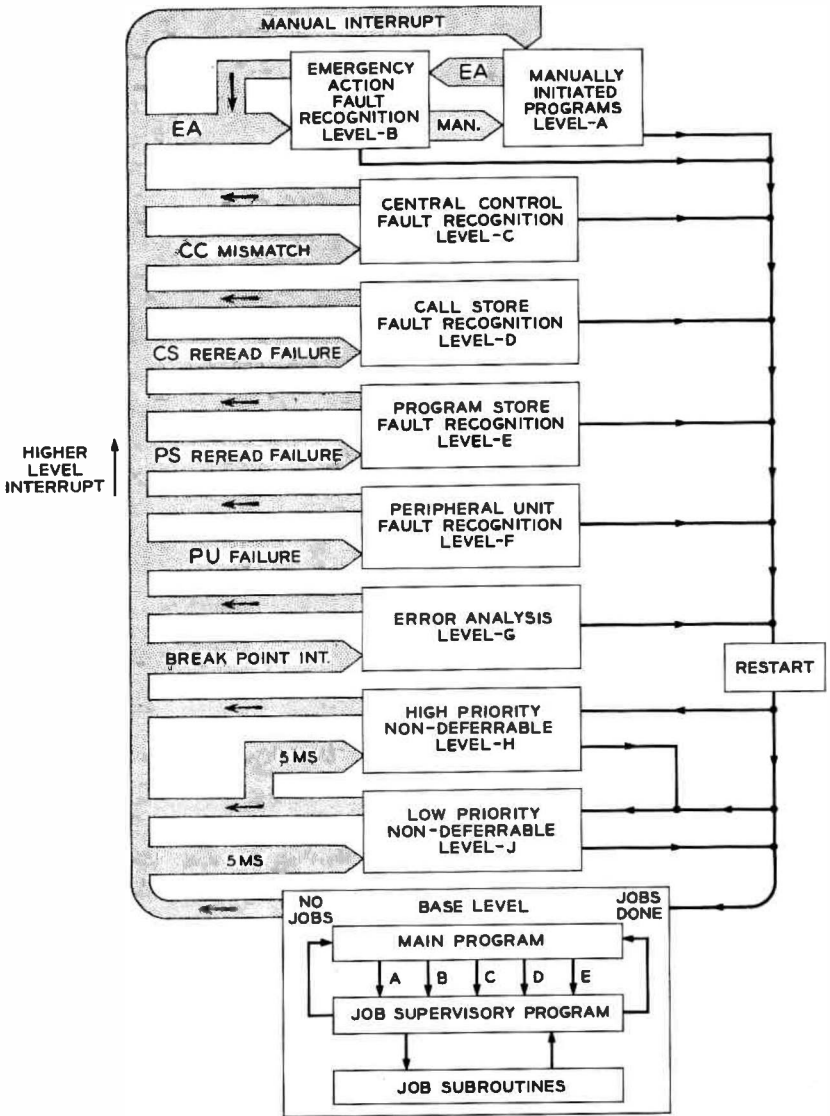 MANUAL INTERRUPT
EMERGENCY
ACTION
FAULT
RECOGNITION
LEVEL-B
EA
MANUALLY
INITIATED
PROGRAMS
LEVEL-A
EA
MAN.
CENTRAL CONTROL
FAULT RECOGNITION
LEVEL-C
CC MISMATCH
CALL STORE
FAULT RECOGNITION
LEVEL-D
CS REREAD FAILURE
PROGRAM STORE
FAULT RECOGNITION
LEVEL-E
HIGHER
LEVEL
INTERRUPT
PS REREAD FAILURE
PERIPHERAL UNIT
FAULT RECOGNITION
LEVEL-F
PU FAILURE
ERROR ANALYSIS
LEVEL-G
BREAK POINT INT.
RESTART
HIGH PRIORITY
NON-DEFERRABLE
LEVEL-H
5 MS
LOW PRIORITY
NON-DEFERRABLE
LEVEL-J
5 MS
NO
JOBS
BASE LEVEL
JOBS
DONE
MAIN PROGRAM
A B C D E
JOB SUPERVISORY PROGRAM
JOB SUBROUTINES